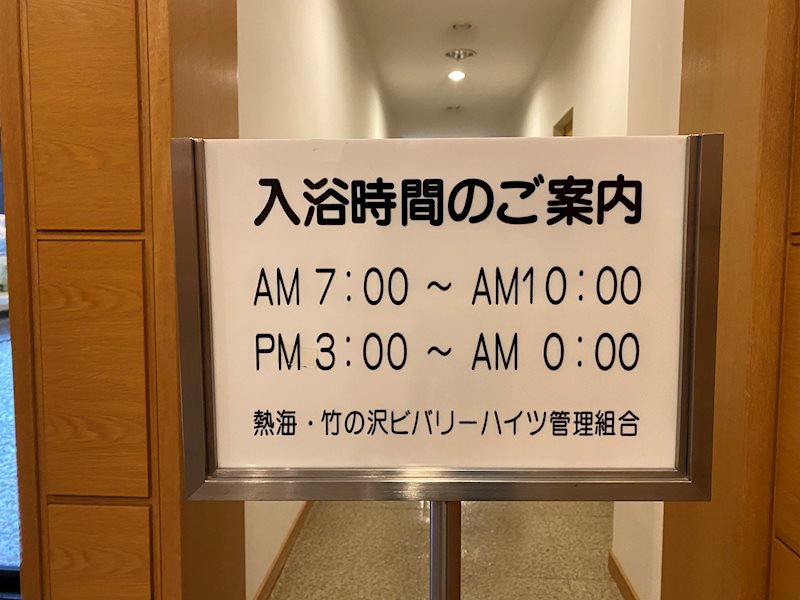 入浴時間のご案内
AM 7:00 ～ AM10:00
PM 3:00 ～ AM 0:00
熱海・竹の沢ビバリーハイツ管理組合